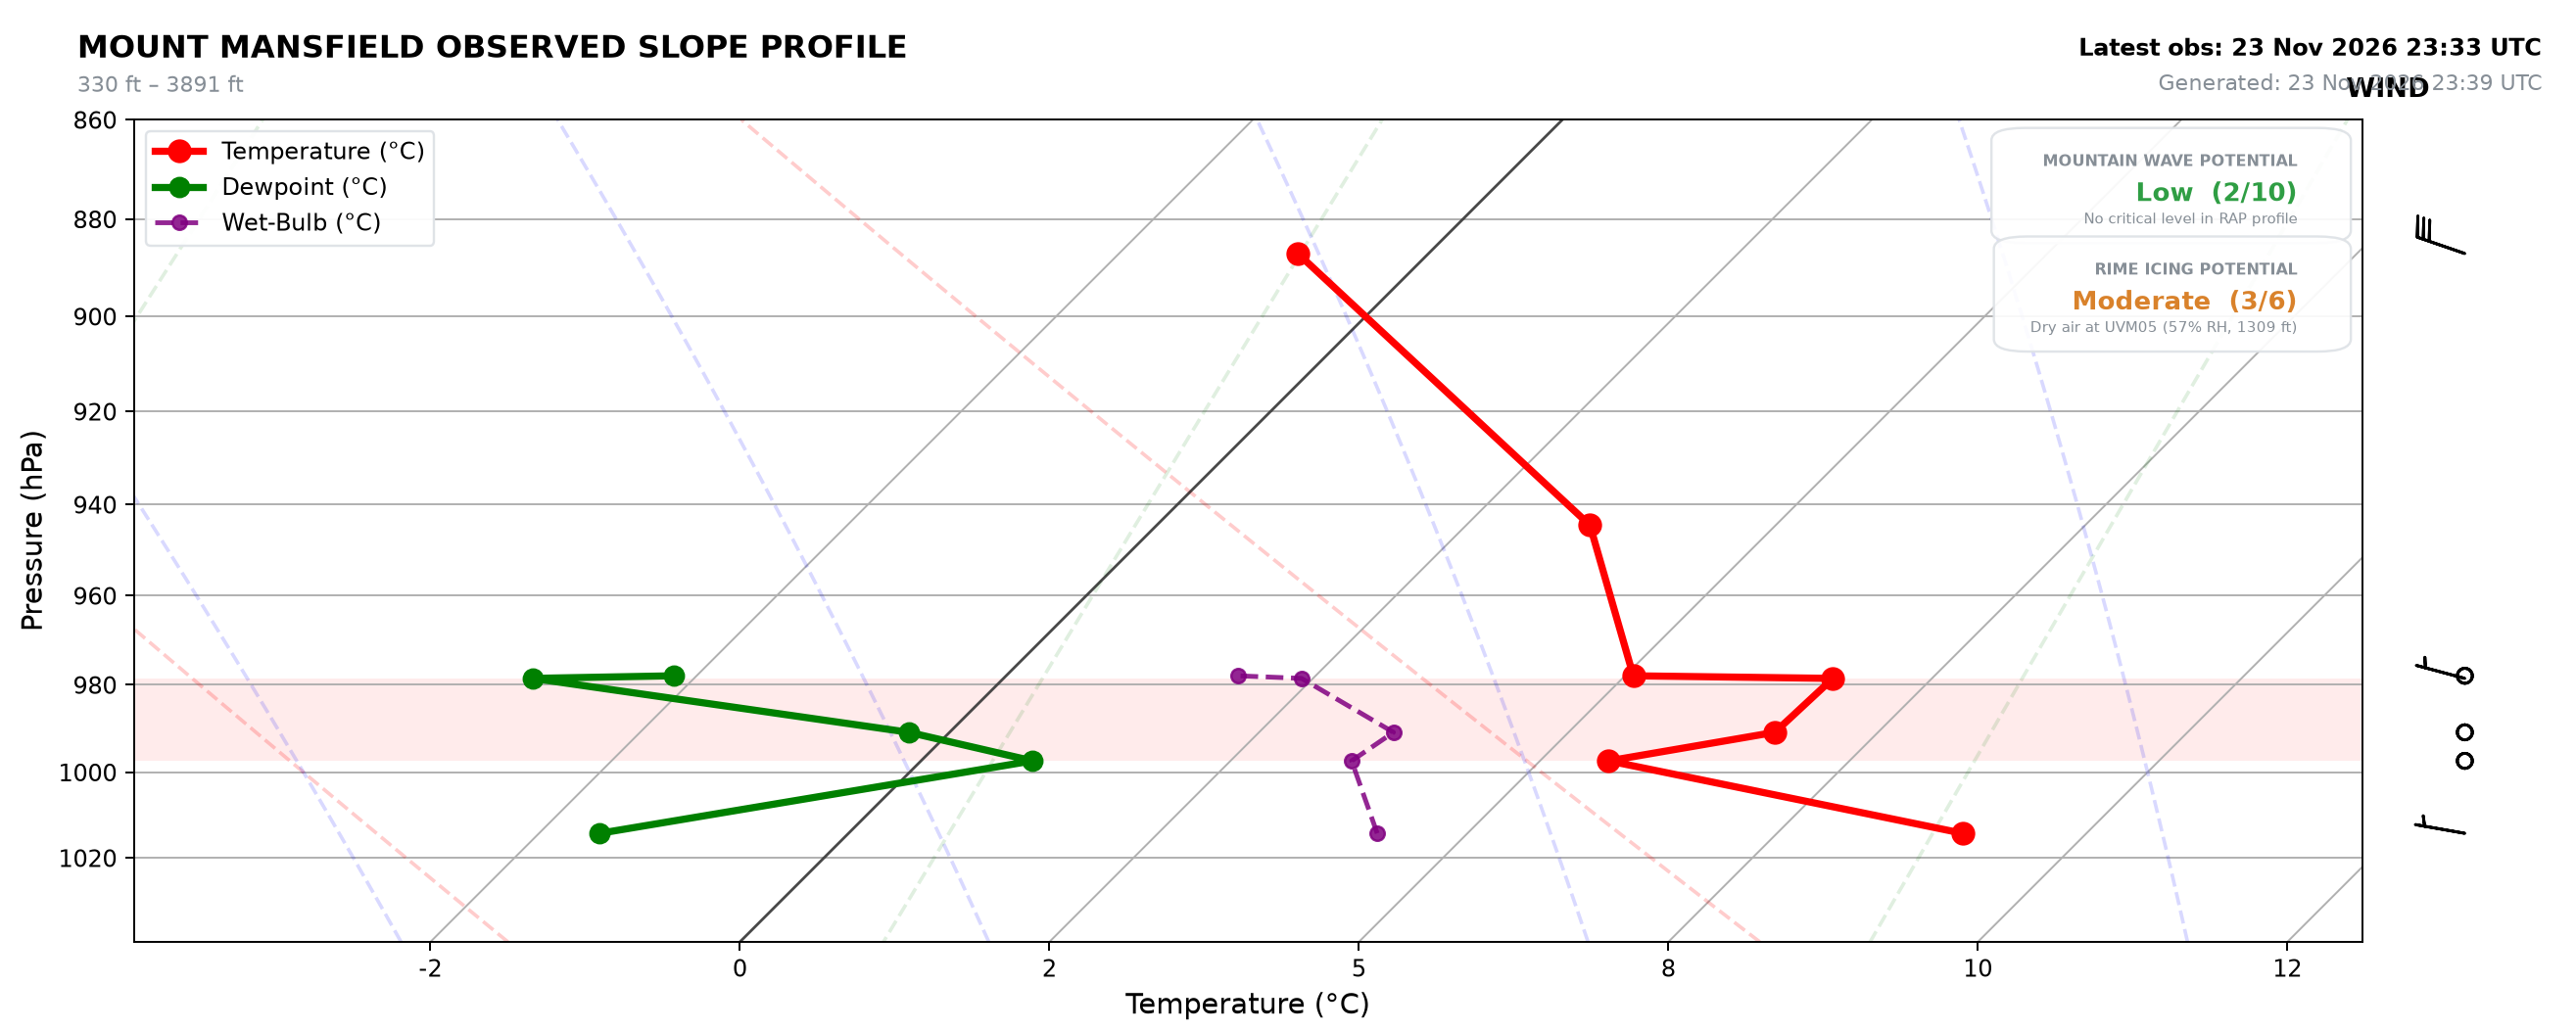 MOUNT MANSFIELD OBSERVED SLOPE PROFILE
330 ft – 3891 ft
Latest obs: 23 Nov 2026 23:33 UTC
Generated: 23 Nov 2026 23:39 UTC
WIND
Temperature (°C)
Dewpoint (°C)
Wet-Bulb (°C)
MOUNTAIN WAVE POTENTIAL
Low (2/10)
No critical level in RAP profile
RIME ICING POTENTIAL
Moderate (3/6)
Dry air at UVM05 (57% RH, 1309 ft)
Pressure (hPa)
860
880
900
920
940
960
980
1000
1020
-2
0
2
5
8
10
12
Temperature (°C)